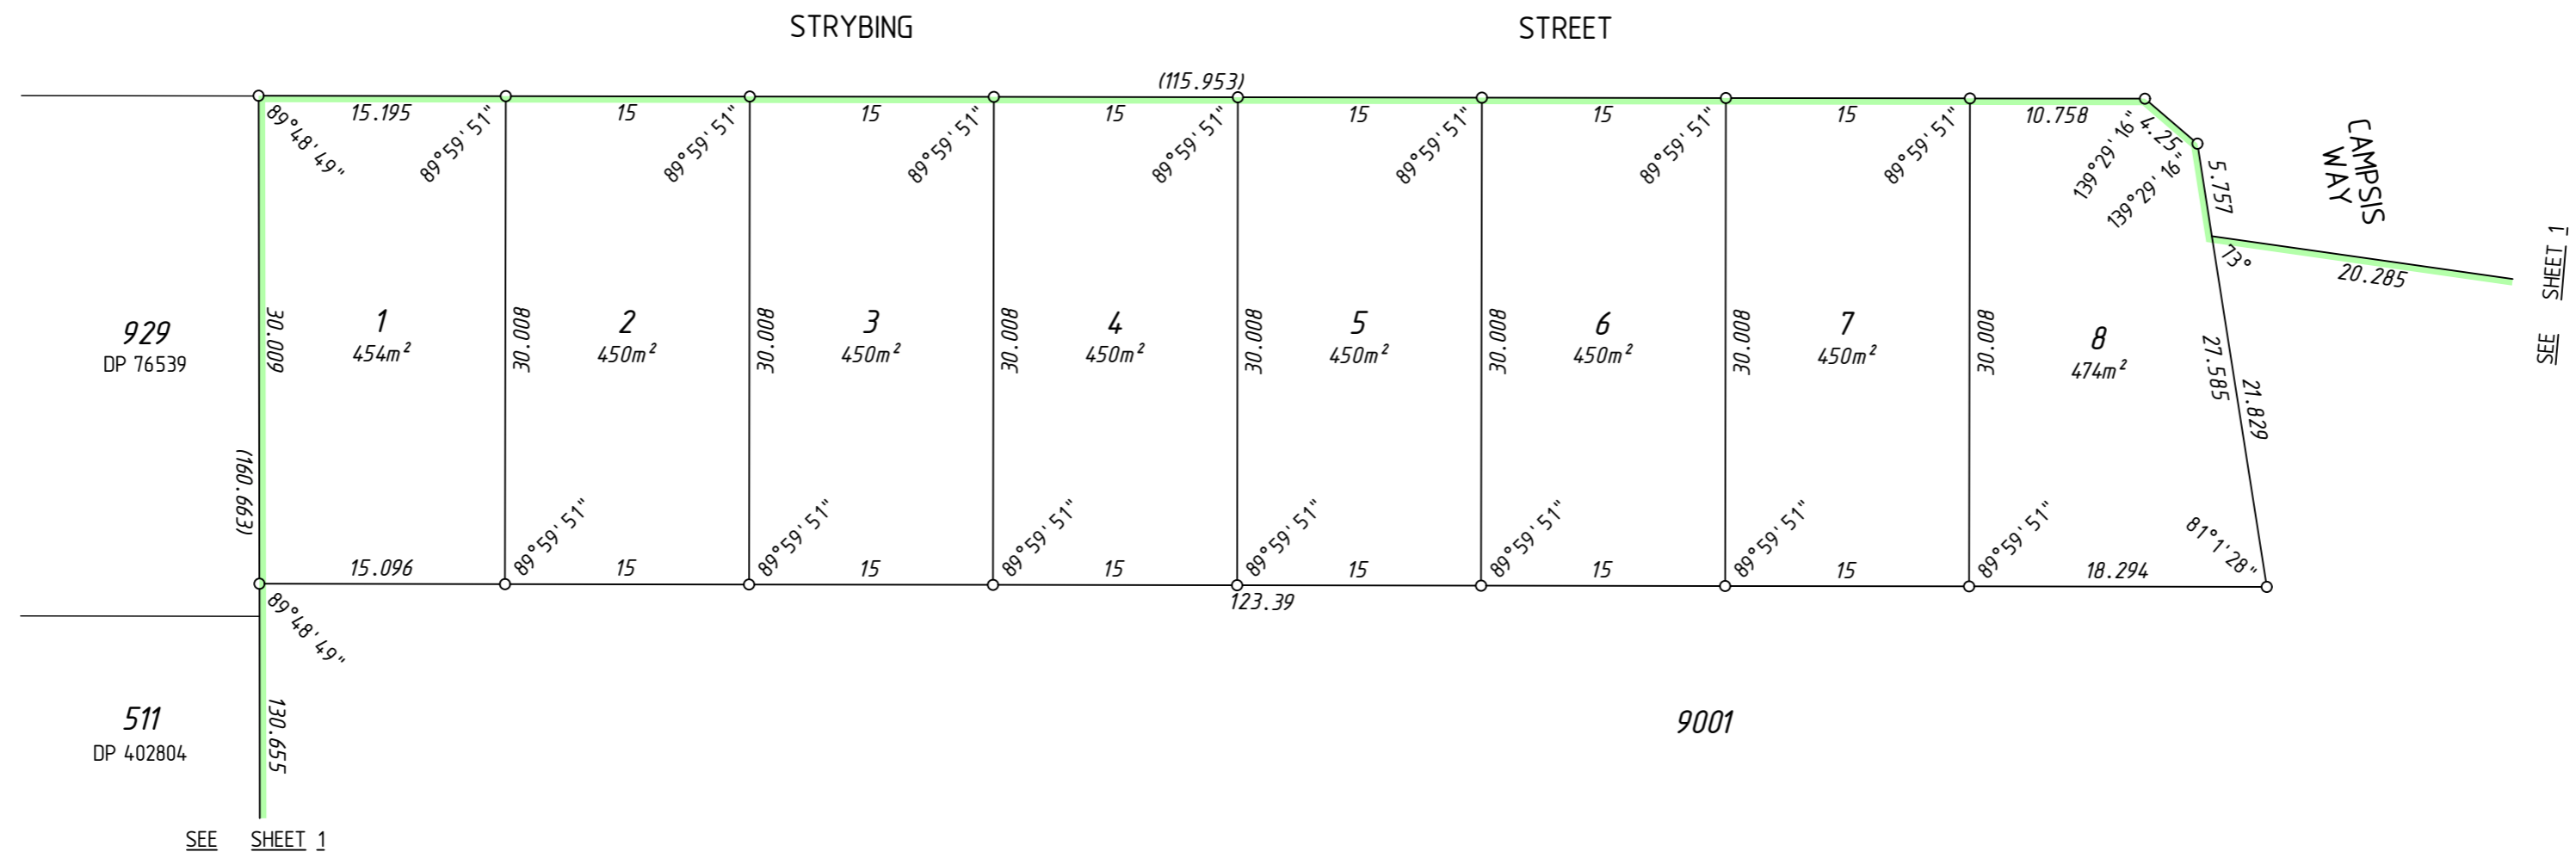 STRYBING STREET
(115.953)
15.195 15 15 15 15 15 15 10.758
89°48'49" 89°59'51" 89°59'51" 89°59'51" 89°59'51" 89°59'51" 89°59'51" 89°59'51" 139°29'16" 4.25
139°29'16"
5.757
CAMPSIS
WAY
73°
20.285
SEE SHEET 1
929
DP 76539
30.009
(160.663)
1
454m²
30.008
2
450m²
30.008
3
450m²
30.008
4
450m²
30.008
5
450m²
30.008
6
450m²
30.008
7
450m²
30.008
8
474m²
27.585
21.829
89°59'51" 89°59'51" 89°59'51" 89°59'51" 89°59'51" 89°59'51" 89°59'51" 81°1'28"
15.096 15 15 15 15 15 15 18.294
123.39
89°48'49"
511
DP 402804
130.655
9001
SEE SHEET 1